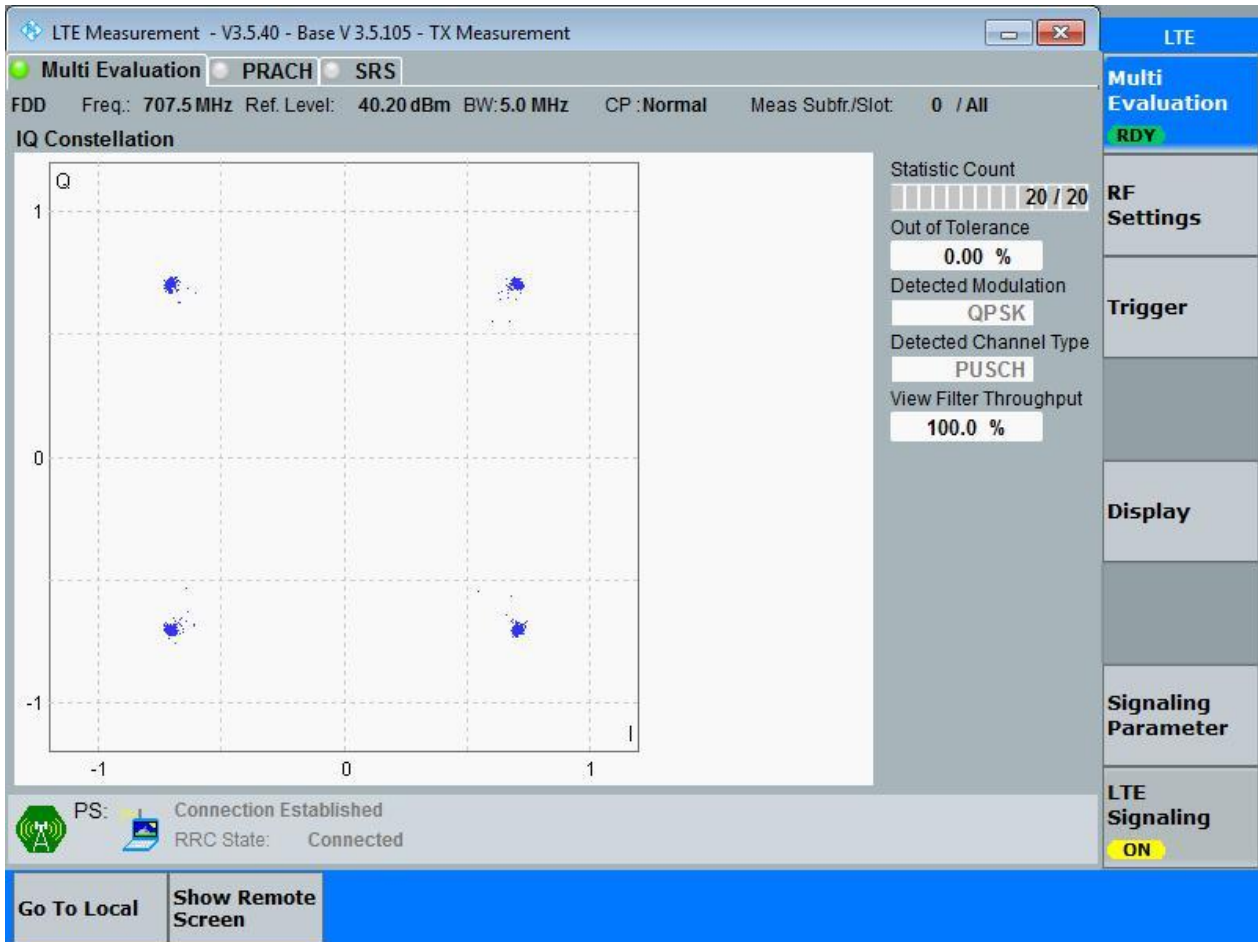 LTE Measurement - V3.5.40 - Base V 3.5.105 - TX Measurement
LTE
Multi Evaluation PRACH SRS
Multi
Evaluation
RDY
FDD Freq.: 707.5 MHz Ref. Level: 40.20 dBm BW: 5.0 MHz CP : Normal Meas Subfr./Slot: 0 / All
IQ Constellation
Q
1
0
-1
-1 0 1
I
Statistic Count
20 / 20
Out of Tolerance
0.00 %
Detected Modulation
QPSK
Detected Channel Type
PUSCH
View Filter Throughput
100.0 %
RF
Settings
Trigger
Display
Signaling
Parameter
LTE
Signaling
ON
PS: Connection Established
RRC State: Connected
Go To Local
Show Remote
Screen